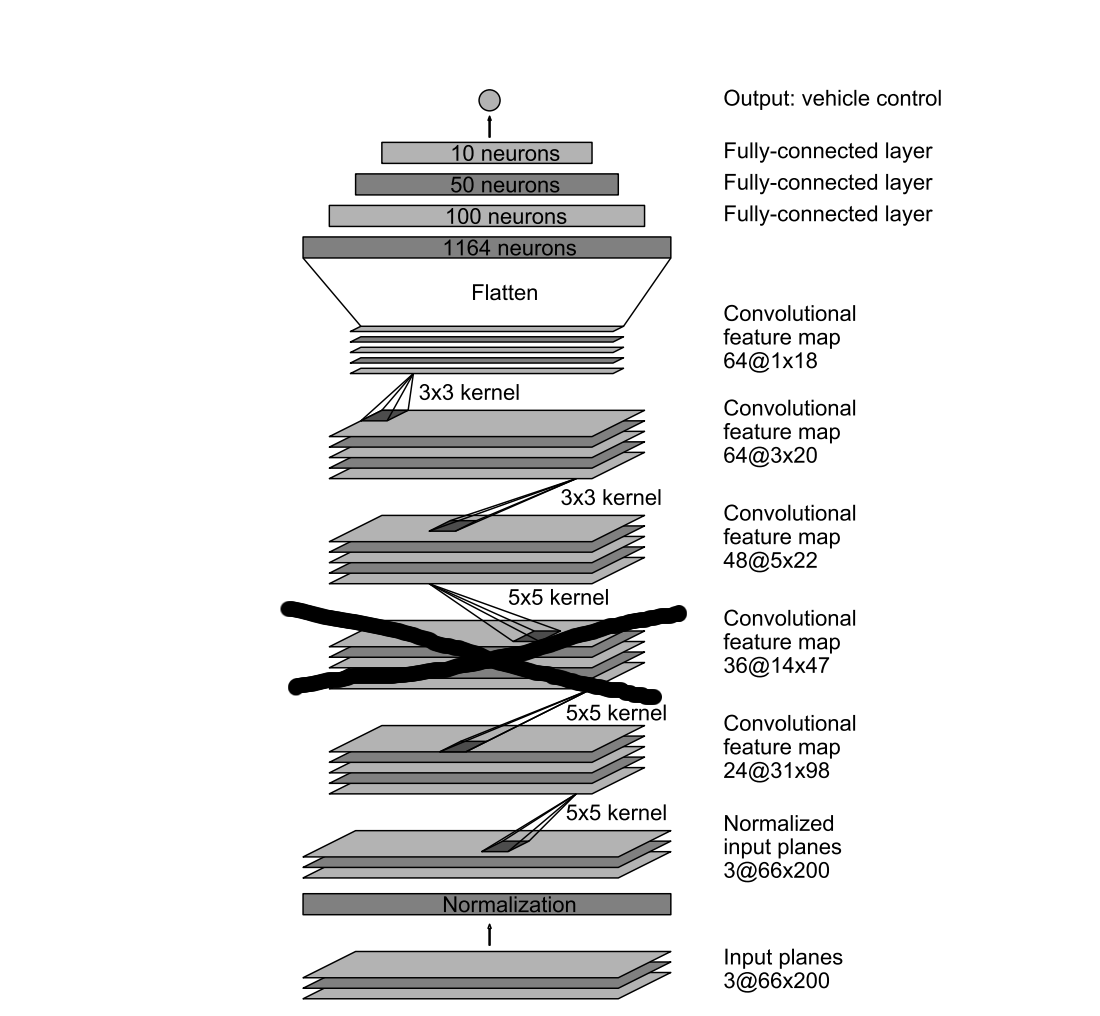 Output: vehicle control
10 neurons
Fully-connected layer
50 neurons
Fully-connected layer
100 neurons
Fully-connected layer
1164 neurons
Flatten
Convolutional
feature map
64@1x18
3x3 kernel
Convolutional
feature map
64@3x20
3x3 kernel
Convolutional
feature map
48@5x22
5x5 kernel
Convolutional
feature map
36@14x47
5x5 kernel
Convolutional
feature map
24@31x98
5x5 kernel
Normalized
input planes
3@66x200
Normalization
Input planes
3@66x200